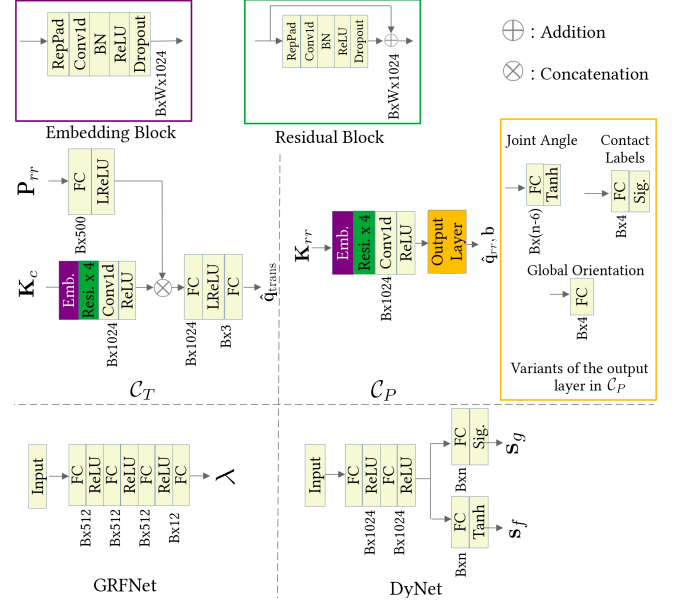 RepPad
Conv1d
BN
ReLU
Dropout
BxWx1024
Embedding Block
RepPad
Conv1d
BN
ReLU
Dropout
BxWx1024
Residual Block
⊕ : Addition
⊗ : Concatenation
P_rr
FC
LReLU
Bx500
K_c
Emb.
Resi. x 4
Conv1d
ReLU
Bx1024
FC
LReLU
FC
Bx1024
Bx3
q̂_trans
𝒞_T
K_rr
Emb.
Resi. x 4
Conv1d
ReLU
Bx1024
Output
Layer
q̂_rr, b
𝒞_P
Joint Angle
FC
Tanh
Bx(n-6)
Contact
Labels
FC
Sig.
Bx4
Global Orientation
FC
Bx4
Variants of the output
layer in 𝒞_P
Input
FC
ReLU
FC
ReLU
FC
ReLU
FC
Bx512
Bx512
Bx512
Bx12
λ
GRFNet
Input
FC
ReLU
FC
ReLU
Bx1024
Bx1024
FC
Sig.
Bxn
s_g
FC
Tanh
Bxn
s_f
DyNet